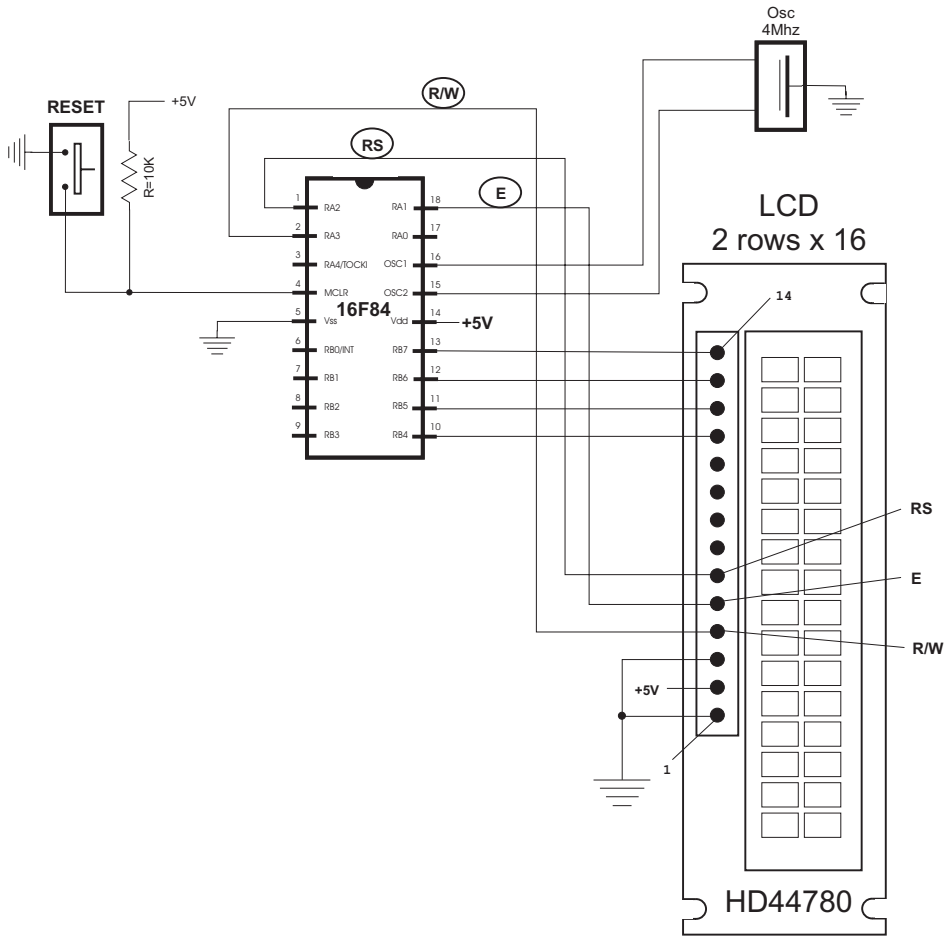 Osc
4Mhz
R/W
RESET
+5V
RS
R=10K
E
1
RA2
RA1
18
2
RA3
RA0
17
3
RA4/TOCKI
OSC1
16
4
MCLR
OSC2
15
16F84
5
Vss
Vdd
14
+5V
6
RB0/INT
RB7
13
7
RB1
RB6
12
8
RB2
RB5
11
9
RB3
RB4
10
LCD
2 rows x 16
14
RS
E
R/W
+5V
1
HD44780